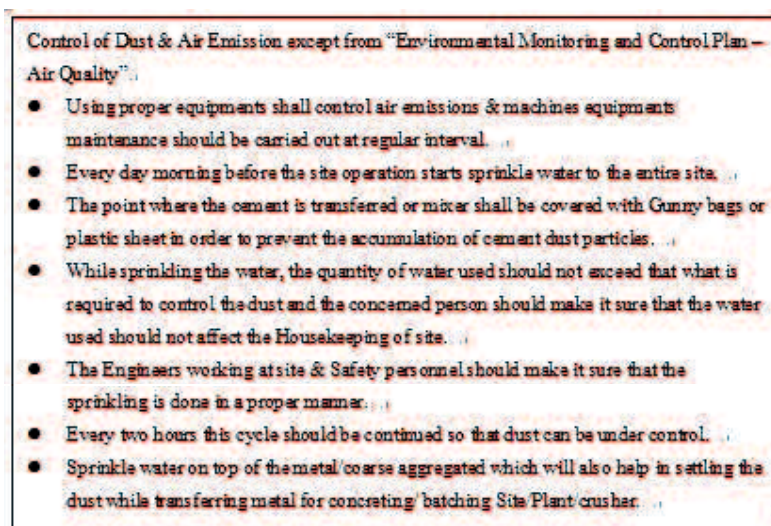 Control of Dust & Air Emission except from “Environmental Monitoring and Control Plan –
Air Quality”.
● Using proper equipments shall control air emissions & machines equipments
maintenance should be carried out at regular interval.
● Every day morning before the site operation starts sprinkle water to the entire site.
● The point where the cement is transferred or mixer shall be covered with Gunny bags or
plastic sheet in order to prevent the accumulation of cement dust particles.
● While sprinkling the water, the quantity of water used should not exceed that what is
required to control the dust and the concerned person should make it sure that the water
used should not affect the Housekeeping of site.
● The Engineers working at site & Safety personnel should make it sure that the
sprinkling is done in a proper manner.
● Every two hours this cycle should be continued so that dust can be under control.
● Sprinkle water on top of the metal/coarse aggregated which will also help in settling the
dust while transferring metal for concreting/ batching Site/Plant/crusher.